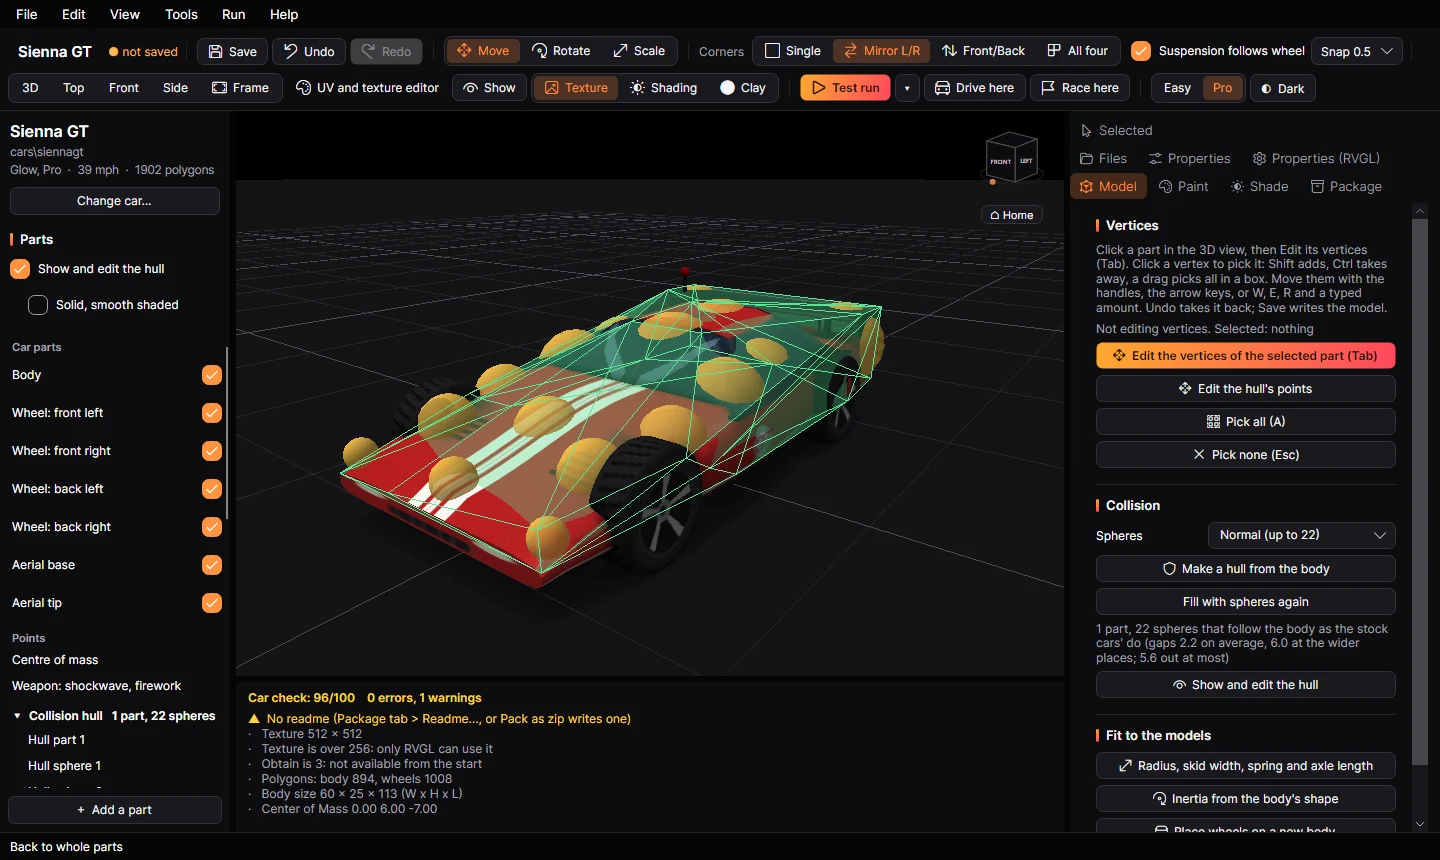 File Edit View Tools Run Help
Sienna GT not saved Save Undo Redo Move Rotate Scale Corners Single Mirror L/R Front/Back All four Suspension follows wheel Snap 0.5
3D Top Front Side Frame UV and texture editor Show Texture Shading Clay Test run Drive here Race here Easy Pro Dark
Sienna GT
cars\siennagt
Glow, Pro · 39 mph · 1902 polygons
Change car...
Parts
Show and edit the hull
Solid, smooth shaded
Car parts
Body
Wheel: front left
Wheel: front right
Wheel: back left
Wheel: back right
Aerial base
Aerial tip
Points
Centre of mass
Weapon: shockwave, firework
Collision hull 1 part, 22 spheres
Hull part 1
Hull sphere 1
+ Add a part
Back to whole parts
FRONT LEFT
Home
Car check: 96/100 0 errors, 1 warnings
No readme (Package tab > Readme..., or Pack as zip writes one)
· Texture 512 × 512
· Texture is over 256: only RVGL can use it
· Obtain is 3: not available from the start
· Polygons: body 894, wheels 1008
· Body size 60 × 25 × 113 (W x H x L)
· Center of Mass 0.00 6.00 -7.00
Selected
Files Properties Properties (RVGL)
Model Paint Shade Package
Vertices
Click a part in the 3D view, then Edit its vertices
(Tab). Click a vertex to pick it: Shift adds, Ctrl takes
away, a drag picks all in a box. Move them with the
handles, the arrow keys, or W, E, R and a typed
amount. Undo takes it back; Save writes the model.
Not editing vertices. Selected: nothing
Edit the vertices of the selected part (Tab)
Edit the hull's points
Pick all (A)
Pick none (Esc)
Collision
Spheres Normal (up to 22)
Make a hull from the body
Fill with spheres again
1 part, 22 spheres that follow the body as the stock
cars' do (gaps 2.2 on average, 6.0 at the wider
places; 5.6 out at most)
Show and edit the hull
Fit to the models
Radius, skid width, spring and axle length
Inertia from the body's shape
Place wheels on a new body